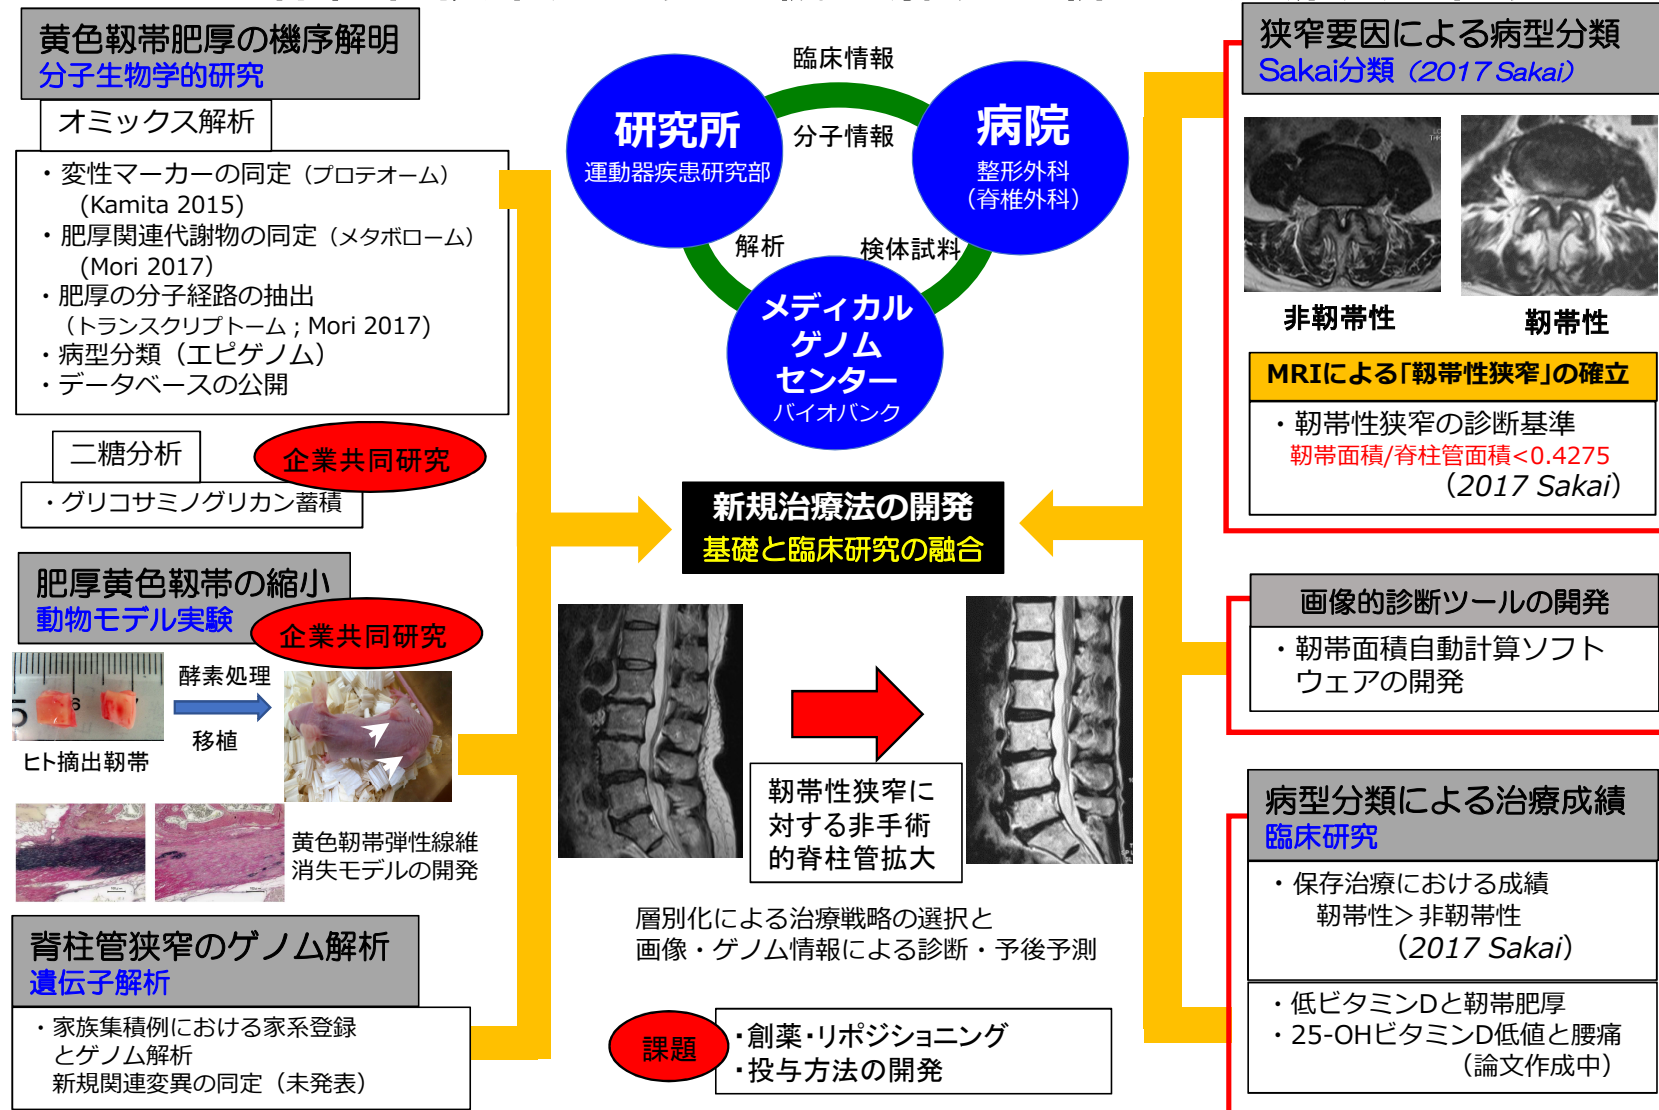 黄色靱帯肥厚の機序解明
分子生物学的研究
オミックス解析
・変性マーカーの同定（プロテオーム）
(Kamita 2015)
・肥厚関連代謝物の同定（メタボローム）
(Mori 2017）
・肥厚の分子経路の抽出
（トランスクリプトーム ; Mori 2017)
・病型分類（エピゲノム）
・データベースの公開
二糖分析
企業共同研究
・グリコサミノグリカン蓄積
肥厚黄色靱帯の縮小
動物モデル実験
企業共同研究
酵素処理
移植
5 6 7
ヒト摘出靱帯
黄色靱帯弾性線維
消失モデルの開発
脊柱管狭窄のゲノム解析
遺伝子解析
・家族集積例における家系登録
とゲノム解析
新規関連変異の同定（未発表）
臨床情報
研究所
運動器疾患研究部
分子情報
病院
整形外科
（脊椎外科）
解析
検体試料
メディカル
ゲノム
センター
バイオバンク
新規治療法の開発
基礎と臨床研究の融合
靱帯性狭窄に
対する非手術
的脊柱管拡大
層別化による治療戦略の選択と
画像・ゲノム情報による診断・予後予測
課題
・創薬・リポジショニング
・投与方法の開発
狭窄要因による病型分類
Sakai分類（2017 Sakai）
非靱帯性
靱帯性
MRIによる｢靱帯性狭窄｣の確立
・靱帯性狭窄の診断基準
靱帯面積/脊柱管面積<0.4275
（2017 Sakai）
画像的診断ツールの開発
・靱帯面積自動計算ソフト
ウェアの開発
病型分類による治療成績
臨床研究
・保存治療における成績
靱帯性＞非靱帯性
（2017 Sakai）
・低ビタミンDと靱帯肥厚
・25-OHビタミンD低値と腰痛
（論文作成中）